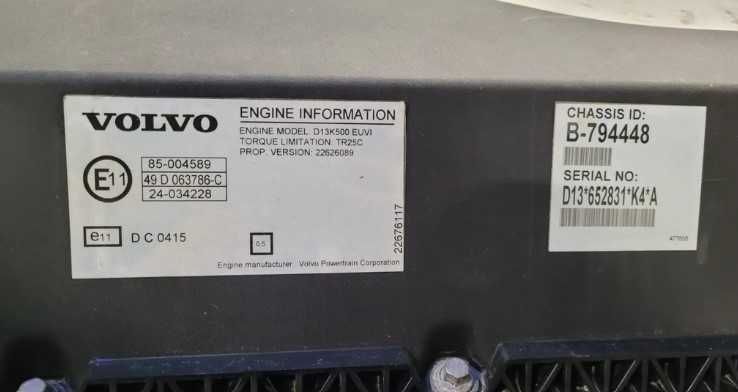 VOLVO
ENGINE INFORMATION
ENGINE MODEL: D13K500 EUVI
TORQUE LIMITATION: TR25C
PROP. VERSION: 22626089
E11
85-004589
49 D 063786-C
24-034228
e11
D C 0415
0.5
22676117
Engine manufacturer: Volvo Powertrain Corporation
CHASSIS ID:
B-794448
SERIAL NO:
D13*652831*K4*A